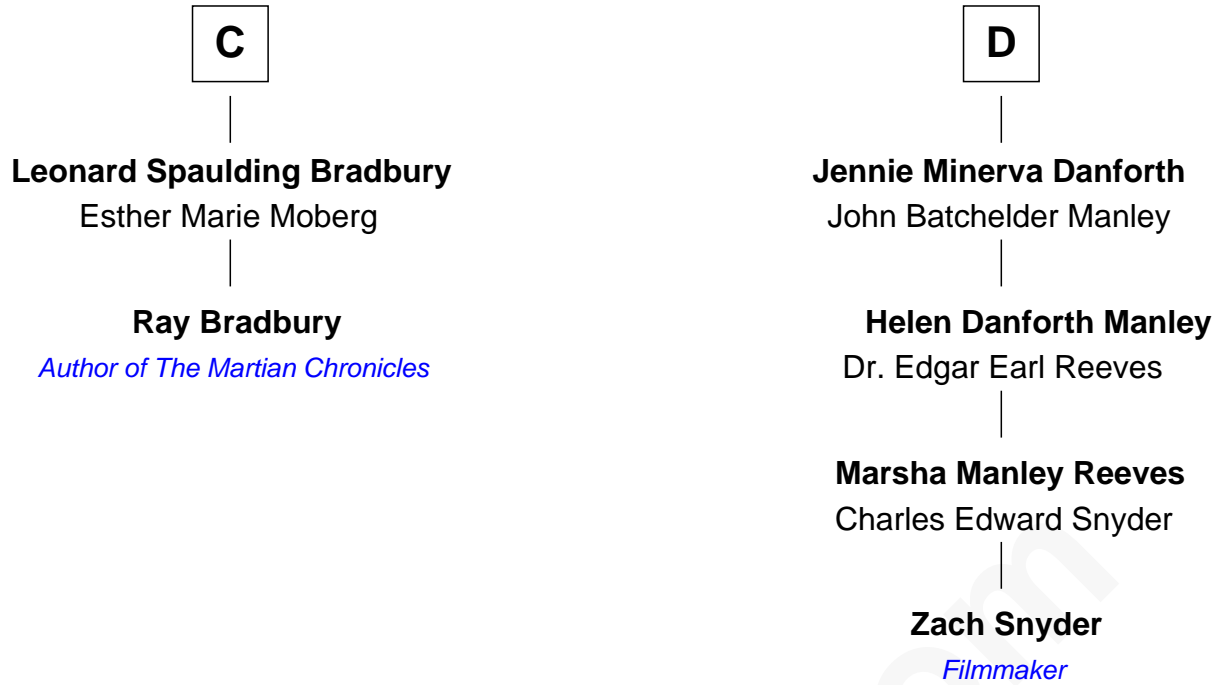 C
Leonard Spaulding Bradbury
Esther Marie Moberg
Ray Bradbury
Author of The Martian Chronicles
D
Jennie Minerva Danforth
John Batchelder Manley
Helen Danforth Manley
Dr. Edgar Earl Reeves
Marsha Manley Reeves
Charles Edward Snyder
Zach Snyder
Filmmaker